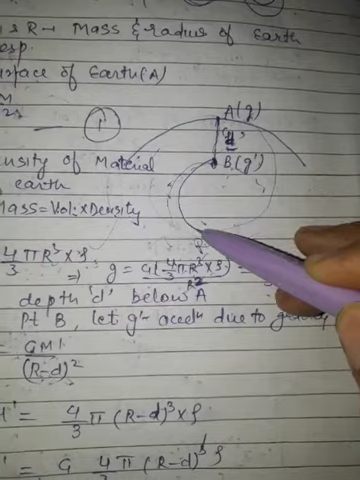 R → Mass & radius of Earth
resp
surface of Earth (A)
A(g)
①
B(g')
density of Material
earth
Mass = Vol: × Density
4/3 πR³ × ρ
⇒ g = G(4/3 πR³ × ρ) =
R²
depth 'd' below A
Pt B, let g' → accn due to gravity
= GM'
(R-d)²
M' = 4/3 π (R-d)³ × ρ
' = G 4/3 π (R-d)³ ρ